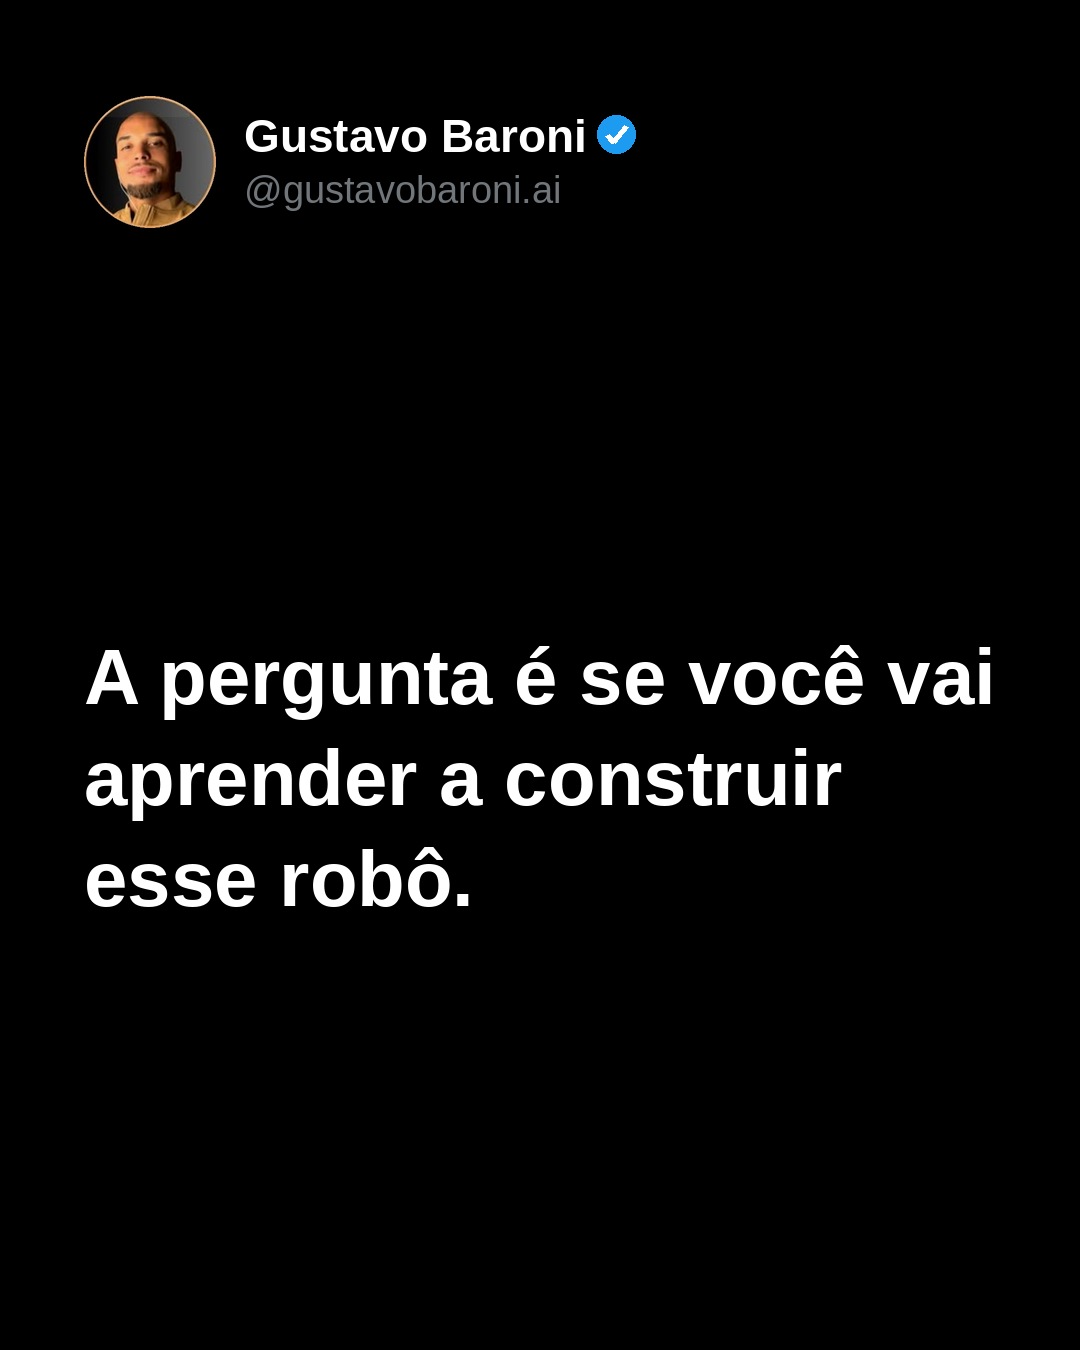 Gustavo Baroni
@gustavobaroni.ai
A pergunta é se você vai
aprender a construir
esse robô.